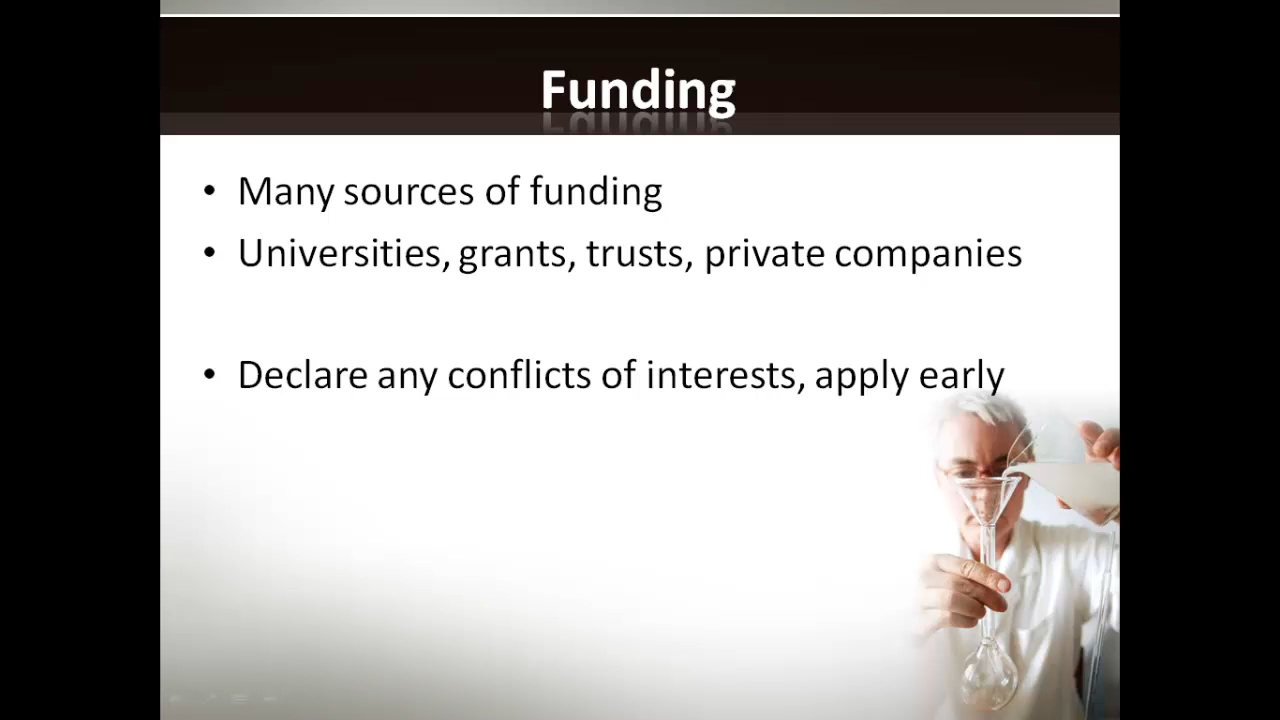 Funding
• Many sources of funding
• Universities, grants, trusts, private companies
• Declare any conflicts of interests, apply early